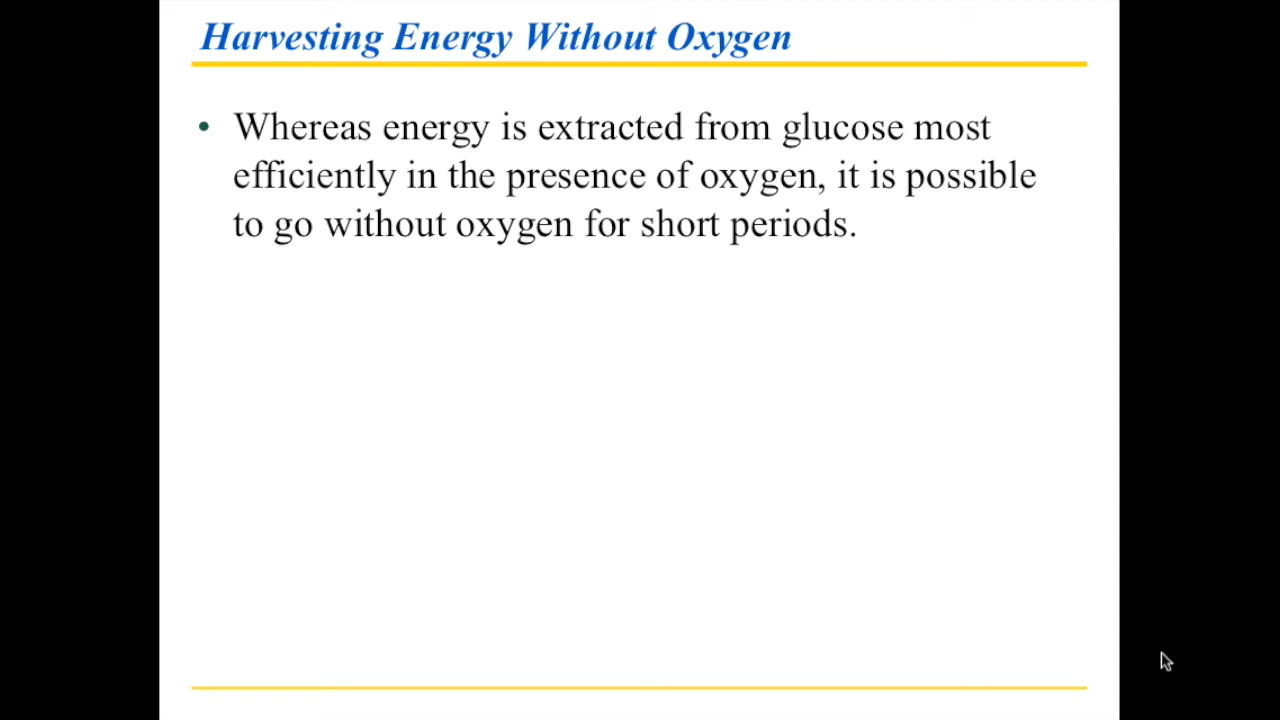 Harvesting Energy Without Oxygen
• Whereas energy is extracted from glucose most
efficiently in the presence of oxygen, it is possible
to go without oxygen for short periods.